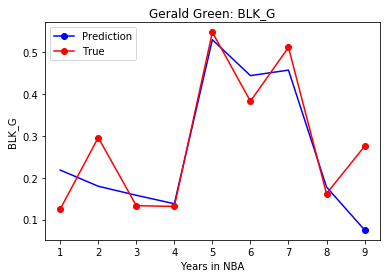 Gerald Green: BLK_G
Prediction
True
BLK_G
0.5
0.4
0.3
0.2
0.1
1 2 3 4 5 6 7 8 9
Years in NBA